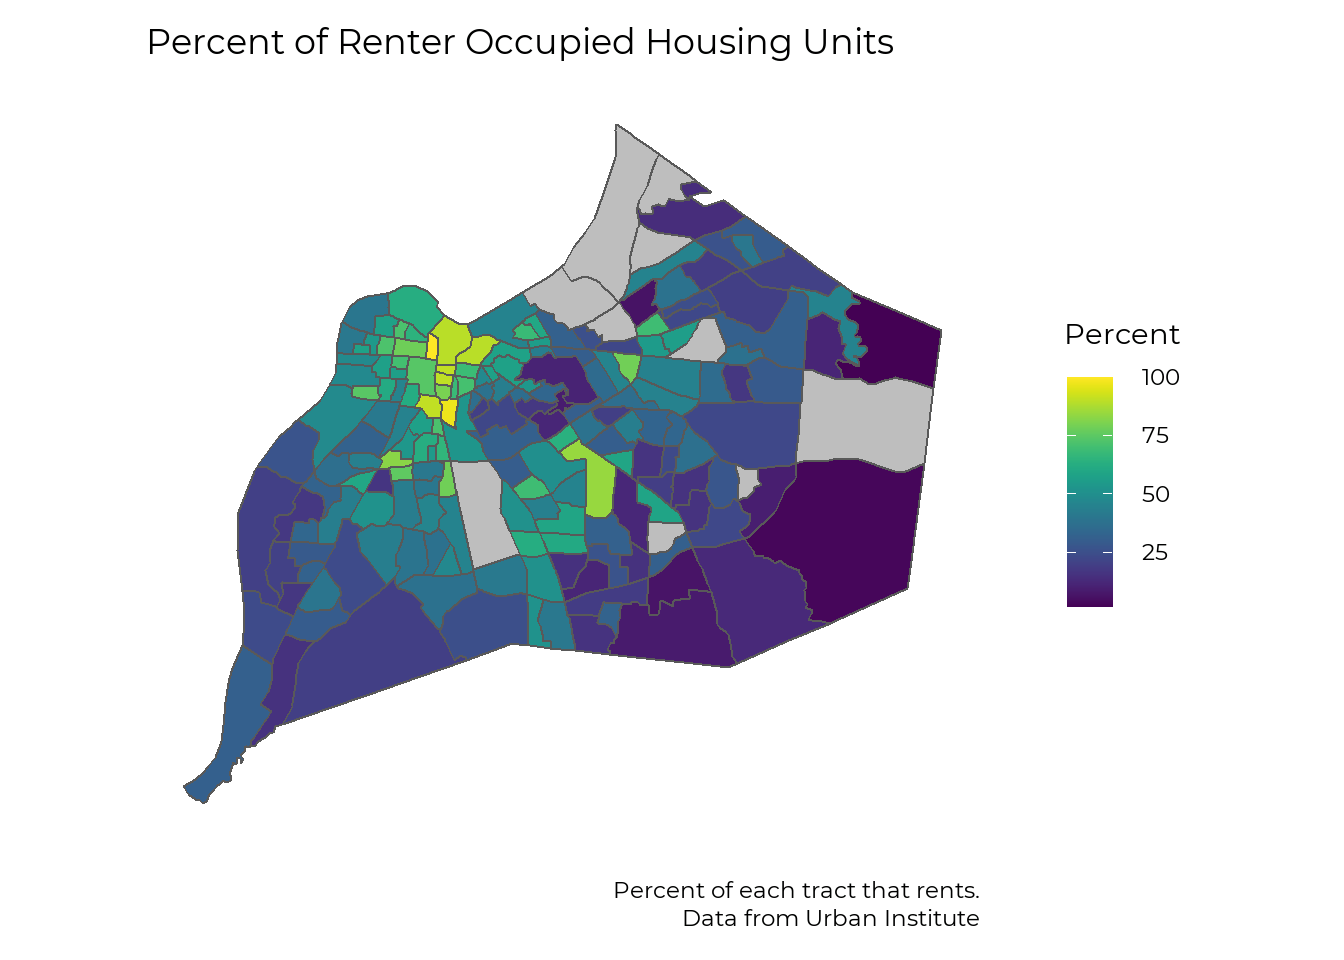 Percent of Renter Occupied Housing Units
Percent
100
75
50
25
Percent of each tract that rents.
Data from Urban Institute